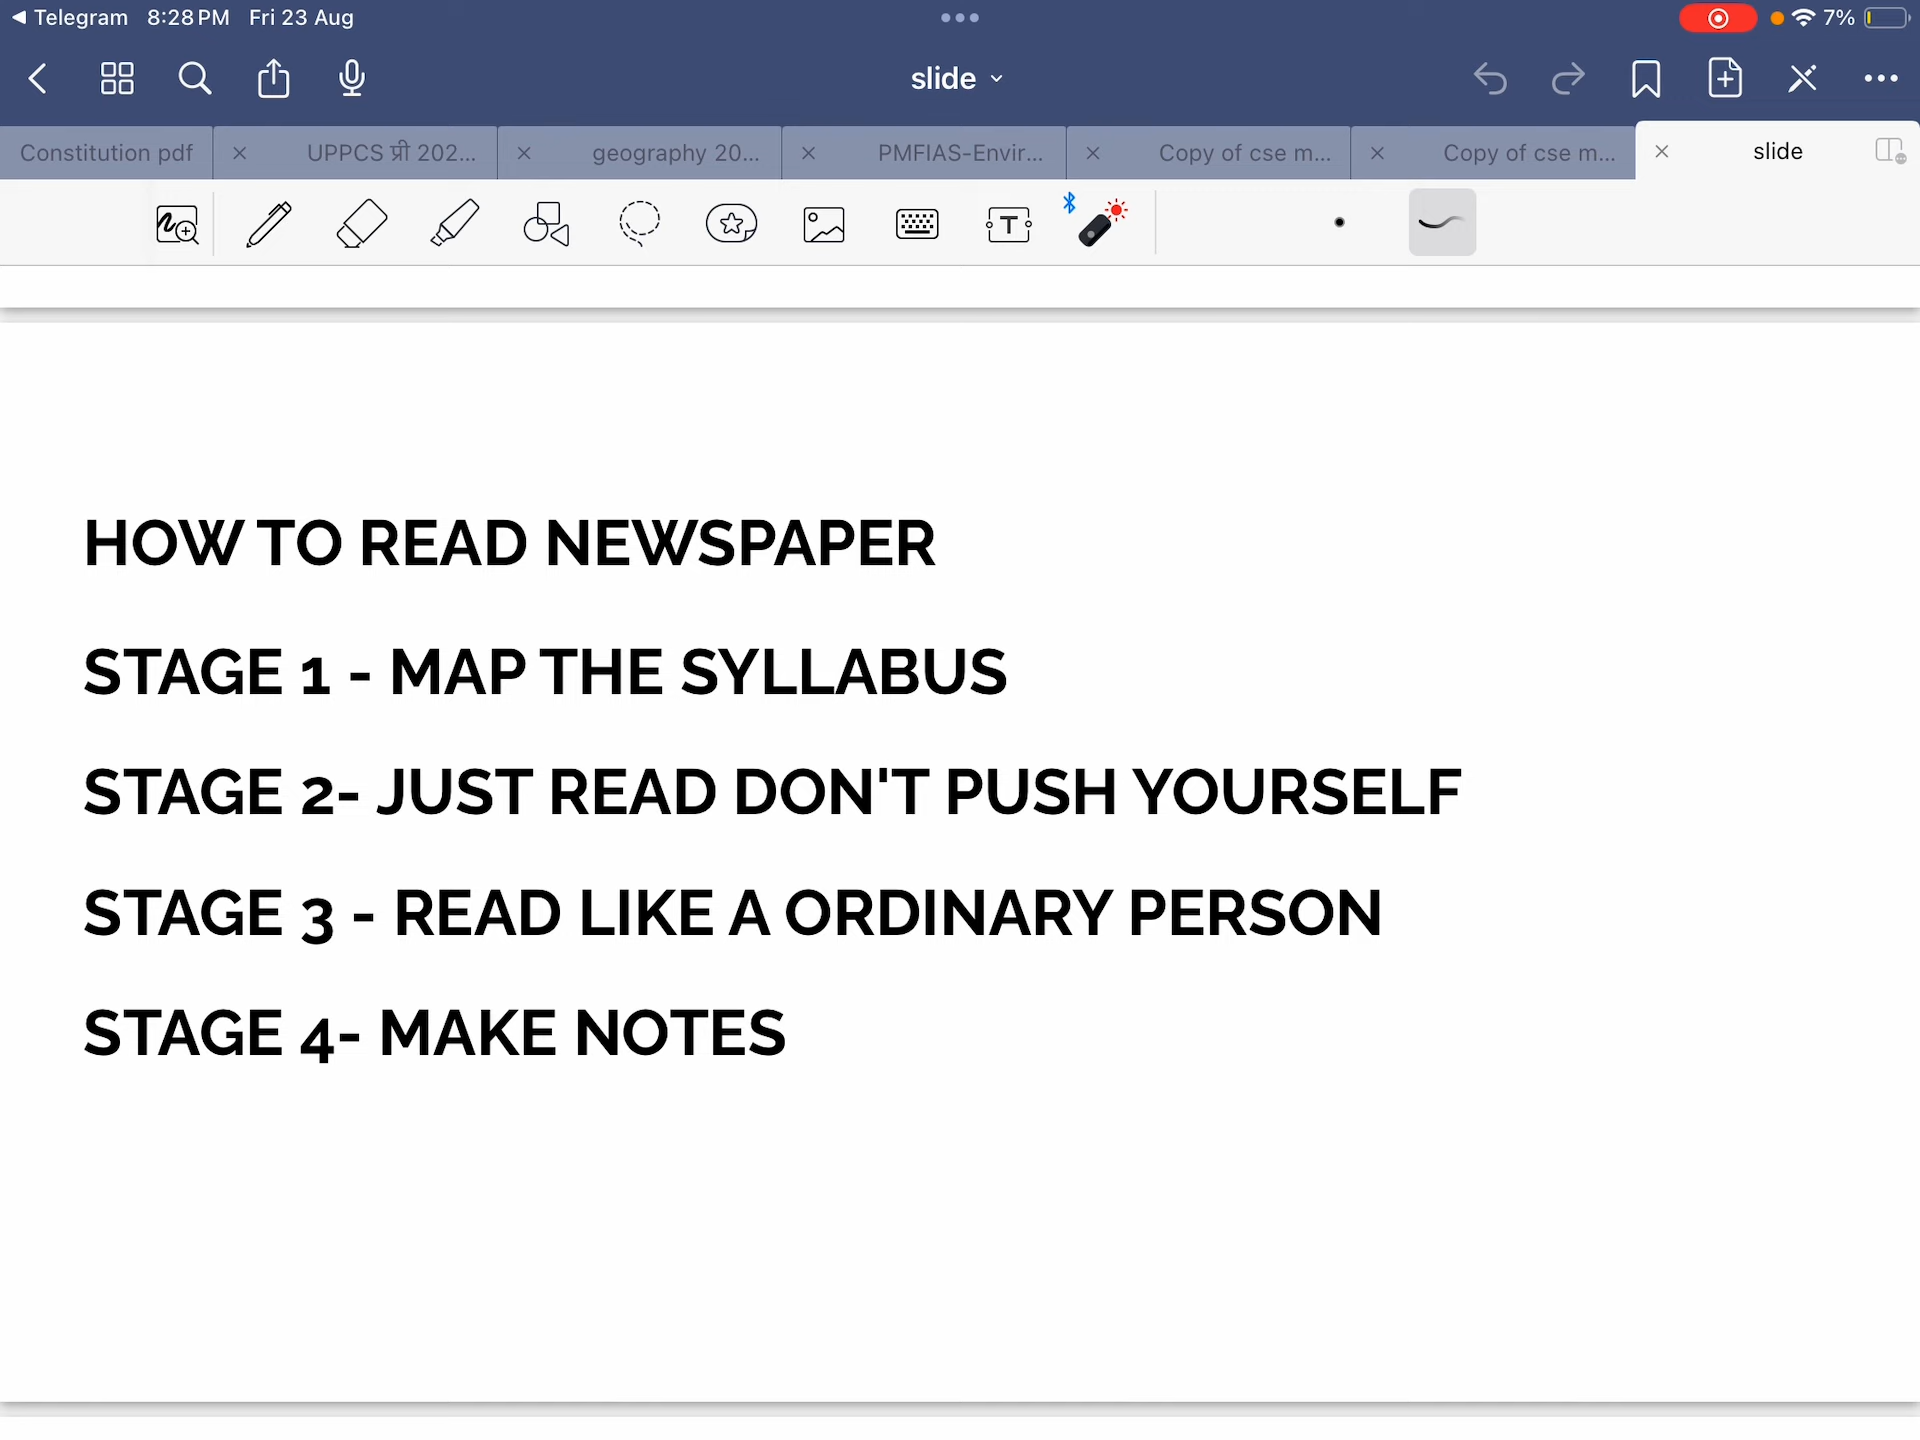 Telegram 8:28 PM Fri 23 Aug 7%
slide
Constitution pdf UPPCS प्री 202... geography 20... PMFIAS-Envir... Copy of cse m... Copy of cse m... slide
T
HOW TO READ NEWSPAPER
STAGE 1 - MAP THE SYLLABUS
STAGE 2- JUST READ DON'T PUSH YOURSELF
STAGE 3 - READ LIKE A ORDINARY PERSON
STAGE 4- MAKE NOTES